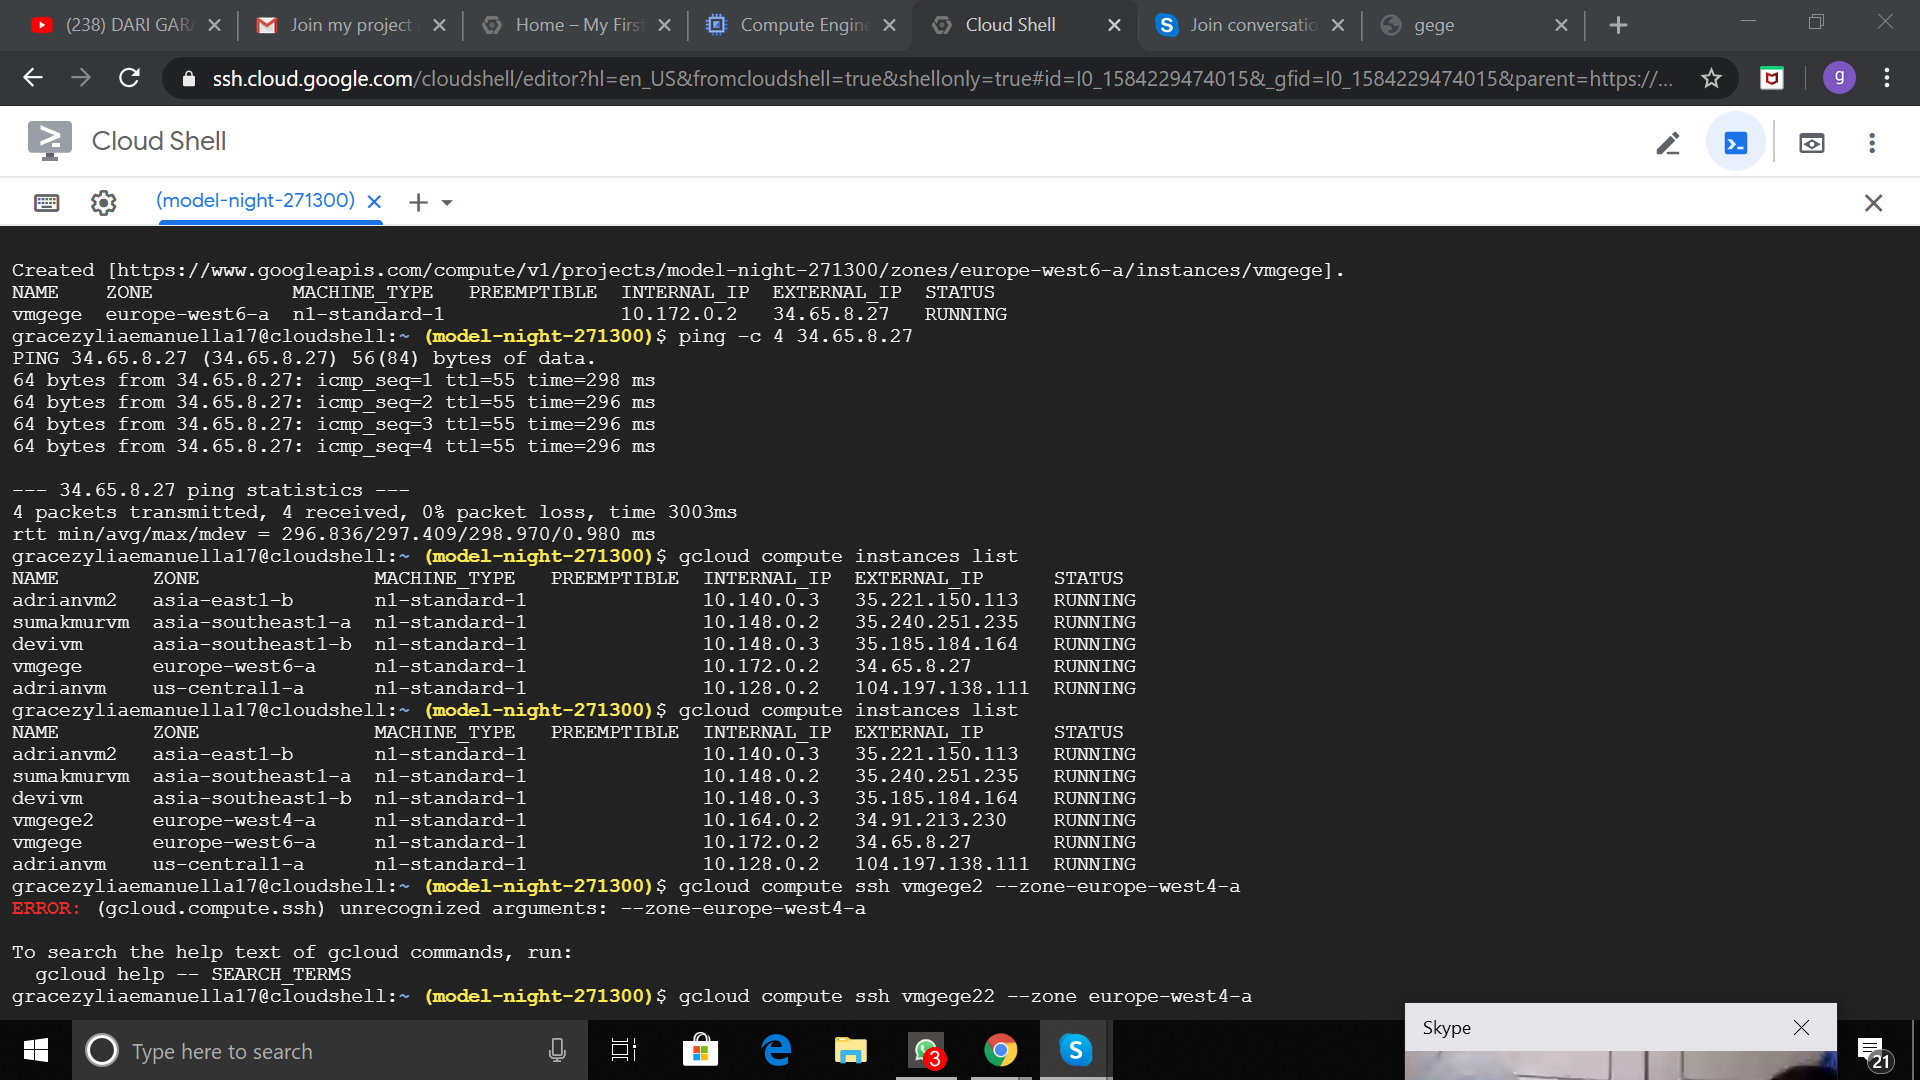 (238) DARI GAR
Join my project
Home – My First
Compute Engine
Cloud Shell
Join conversatio
gege
ssh.cloud.google.com/cloudshell/editor?hl=en_US&fromcloudshell=true&shellonly=true#id=I0_1584229474015&_gfid=I0_1584229474015&parent=https://...
g
Cloud Shell
(model-night-271300)
Created [https://www.googleapis.com/compute/v1/projects/model-night-271300/zones/europe-west6-a/instances/vmgege].
NAME ZONE MACHINE_TYPE PREEMPTIBLE INTERNAL_IP EXTERNAL_IP STATUS
vmgege europe-west6-a n1-standard-1 10.172.0.2 34.65.8.27 RUNNING
gracezyliaemanuella17@cloudshell:~ (model-night-271300)$ ping -c 4 34.65.8.27
PING 34.65.8.27 (34.65.8.27) 56(84) bytes of data.
64 bytes from 34.65.8.27: icmp_seq=1 ttl=55 time=298 ms
64 bytes from 34.65.8.27: icmp_seq=2 ttl=55 time=296 ms
64 bytes from 34.65.8.27: icmp_seq=3 ttl=55 time=296 ms
64 bytes from 34.65.8.27: icmp_seq=4 ttl=55 time=296 ms
--- 34.65.8.27 ping statistics ---
4 packets transmitted, 4 received, 0% packet loss, time 3003ms
rtt min/avg/max/mdev = 296.836/297.409/298.970/0.980 ms
gracezyliaemanuella17@cloudshell:~ (model-night-271300)$ gcloud compute instances list
NAME ZONE MACHINE_TYPE PREEMPTIBLE INTERNAL_IP EXTERNAL_IP STATUS
adrianvm2 asia-east1-b n1-standard-1 10.140.0.3 35.221.150.113 RUNNING
sumakmurvm asia-southeast1-a n1-standard-1 10.148.0.2 35.240.251.235 RUNNING
devivm asia-southeast1-b n1-standard-1 10.148.0.3 35.185.184.164 RUNNING
vmgege europe-west6-a n1-standard-1 10.172.0.2 34.65.8.27 RUNNING
adrianvm us-central1-a n1-standard-1 10.128.0.2 104.197.138.111 RUNNING
gracezyliaemanuella17@cloudshell:~ (model-night-271300)$ gcloud compute instances list
NAME ZONE MACHINE_TYPE PREEMPTIBLE INTERNAL_IP EXTERNAL_IP STATUS
adrianvm2 asia-east1-b n1-standard-1 10.140.0.3 35.221.150.113 RUNNING
sumakmurvm asia-southeast1-a n1-standard-1 10.148.0.2 35.240.251.235 RUNNING
devivm asia-southeast1-b n1-standard-1 10.148.0.3 35.185.184.164 RUNNING
vmgege2 europe-west4-a n1-standard-1 10.164.0.2 34.91.213.230 RUNNING
vmgege europe-west6-a n1-standard-1 10.172.0.2 34.65.8.27 RUNNING
adrianvm us-central1-a n1-standard-1 10.128.0.2 104.197.138.111 RUNNING
gracezyliaemanuella17@cloudshell:~ (model-night-271300)$ gcloud compute ssh vmgege2 --zone-europe-west4-a
ERROR: (gcloud.compute.ssh) unrecognized arguments: --zone-europe-west4-a
To search the help text of gcloud commands, run:
gcloud help -- SEARCH_TERMS
gracezyliaemanuella17@cloudshell:~ (model-night-271300)$ gcloud compute ssh vmgege22 --zone europe-west4-a
Skype
Type here to search
3
21